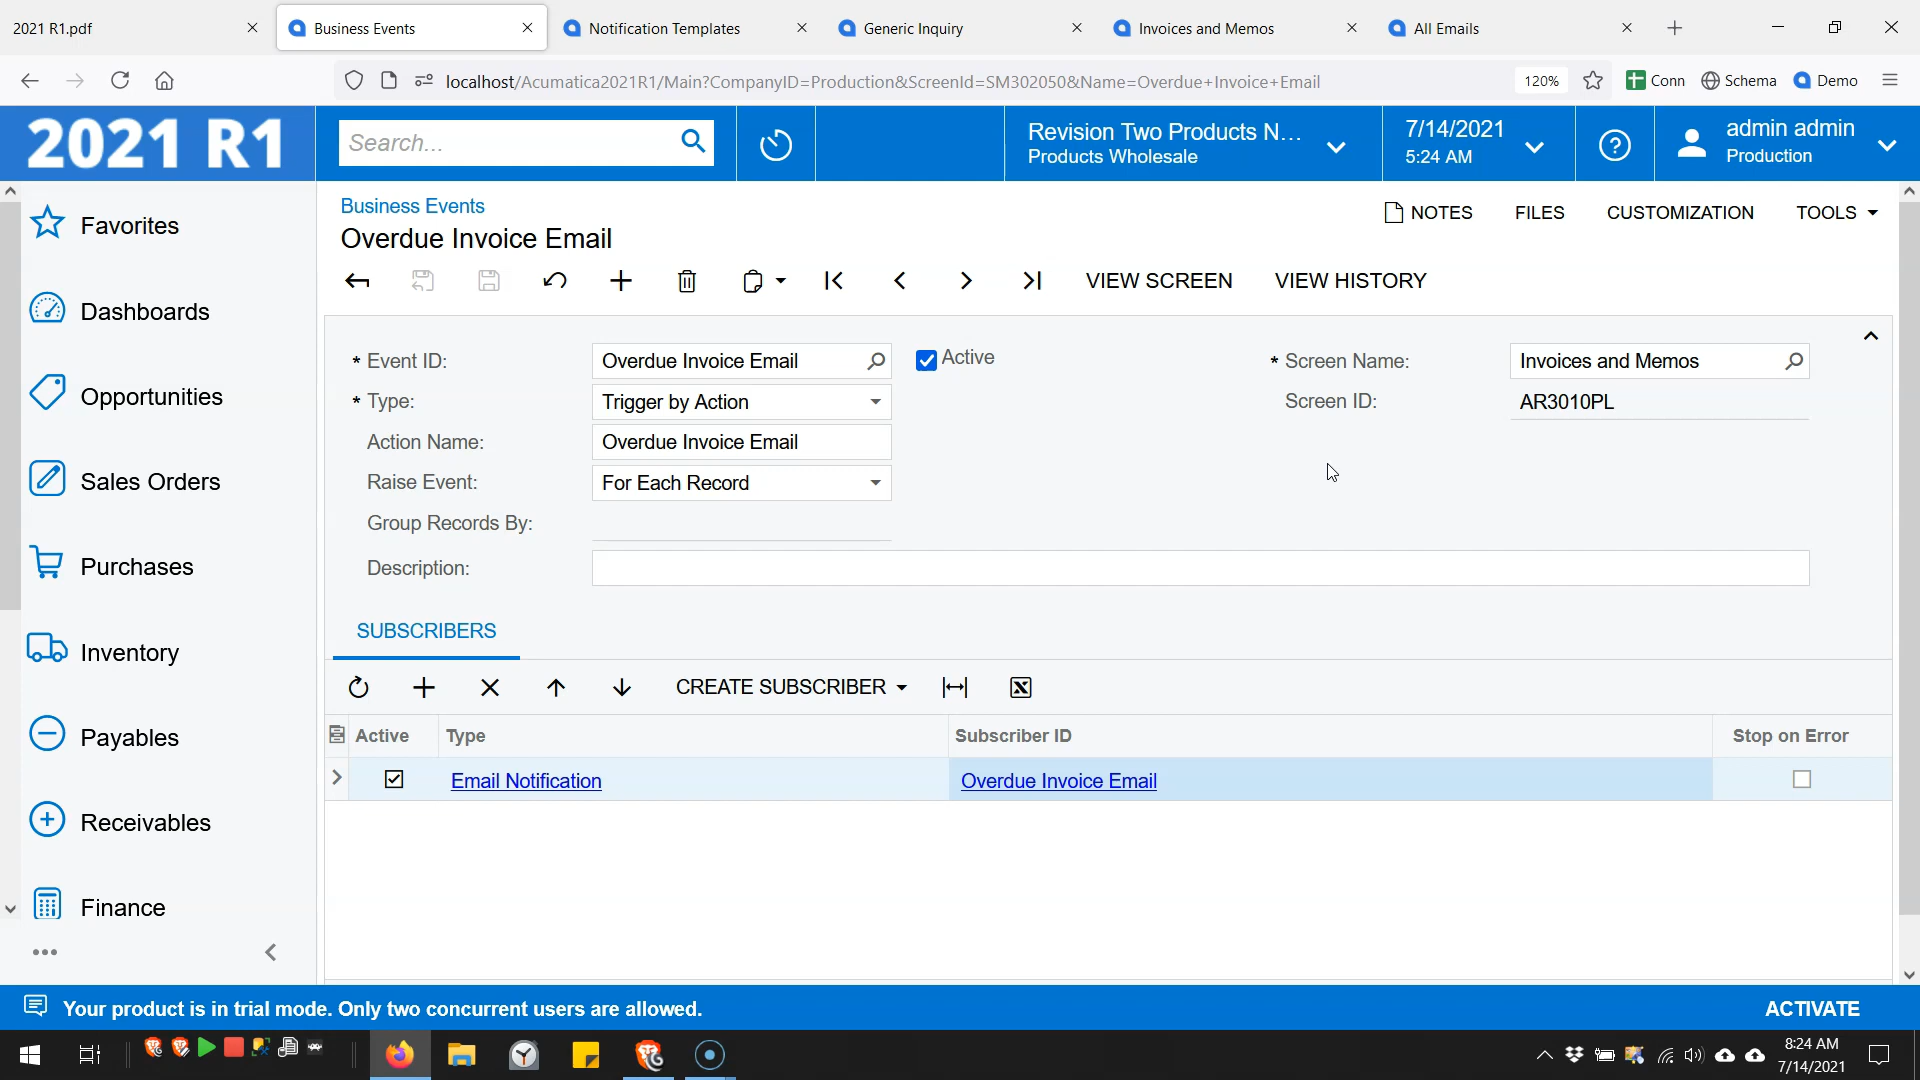 2021 R1.pdf
Business Events
Notification Templates
Generic Inquiry
Invoices and Memos
All Emails
localhost/Acumatica2021R1/Main?CompanyID=Production&ScreenId=SM302050&Name=Overdue+Invoice+Email
120%
Conn
Schema
Demo
2021 R1
Search...
Revision Two Products N...
Products Wholesale
7/14/2021
5:24 AM
admin admin
Production
Favorites
Dashboards
Opportunities
Sales Orders
Purchases
Inventory
Payables
Receivables
Finance
Business Events
Overdue Invoice Email
NOTES
FILES
CUSTOMIZATION
TOOLS
VIEW SCREEN
VIEW HISTORY
* Event ID:
Overdue Invoice Email
Active
* Screen Name:
Invoices and Memos
* Type:
Trigger by Action
Screen ID:
AR3010PL
Action Name:
Overdue Invoice Email
Raise Event:
For Each Record
Group Records By:
Description:
SUBSCRIBERS
CREATE SUBSCRIBER
Active
Type
Subscriber ID
Stop on Error
Email Notification
Overdue Invoice Email
Your product is in trial mode. Only two concurrent users are allowed.
ACTIVATE
8:24 AM
7/14/2021